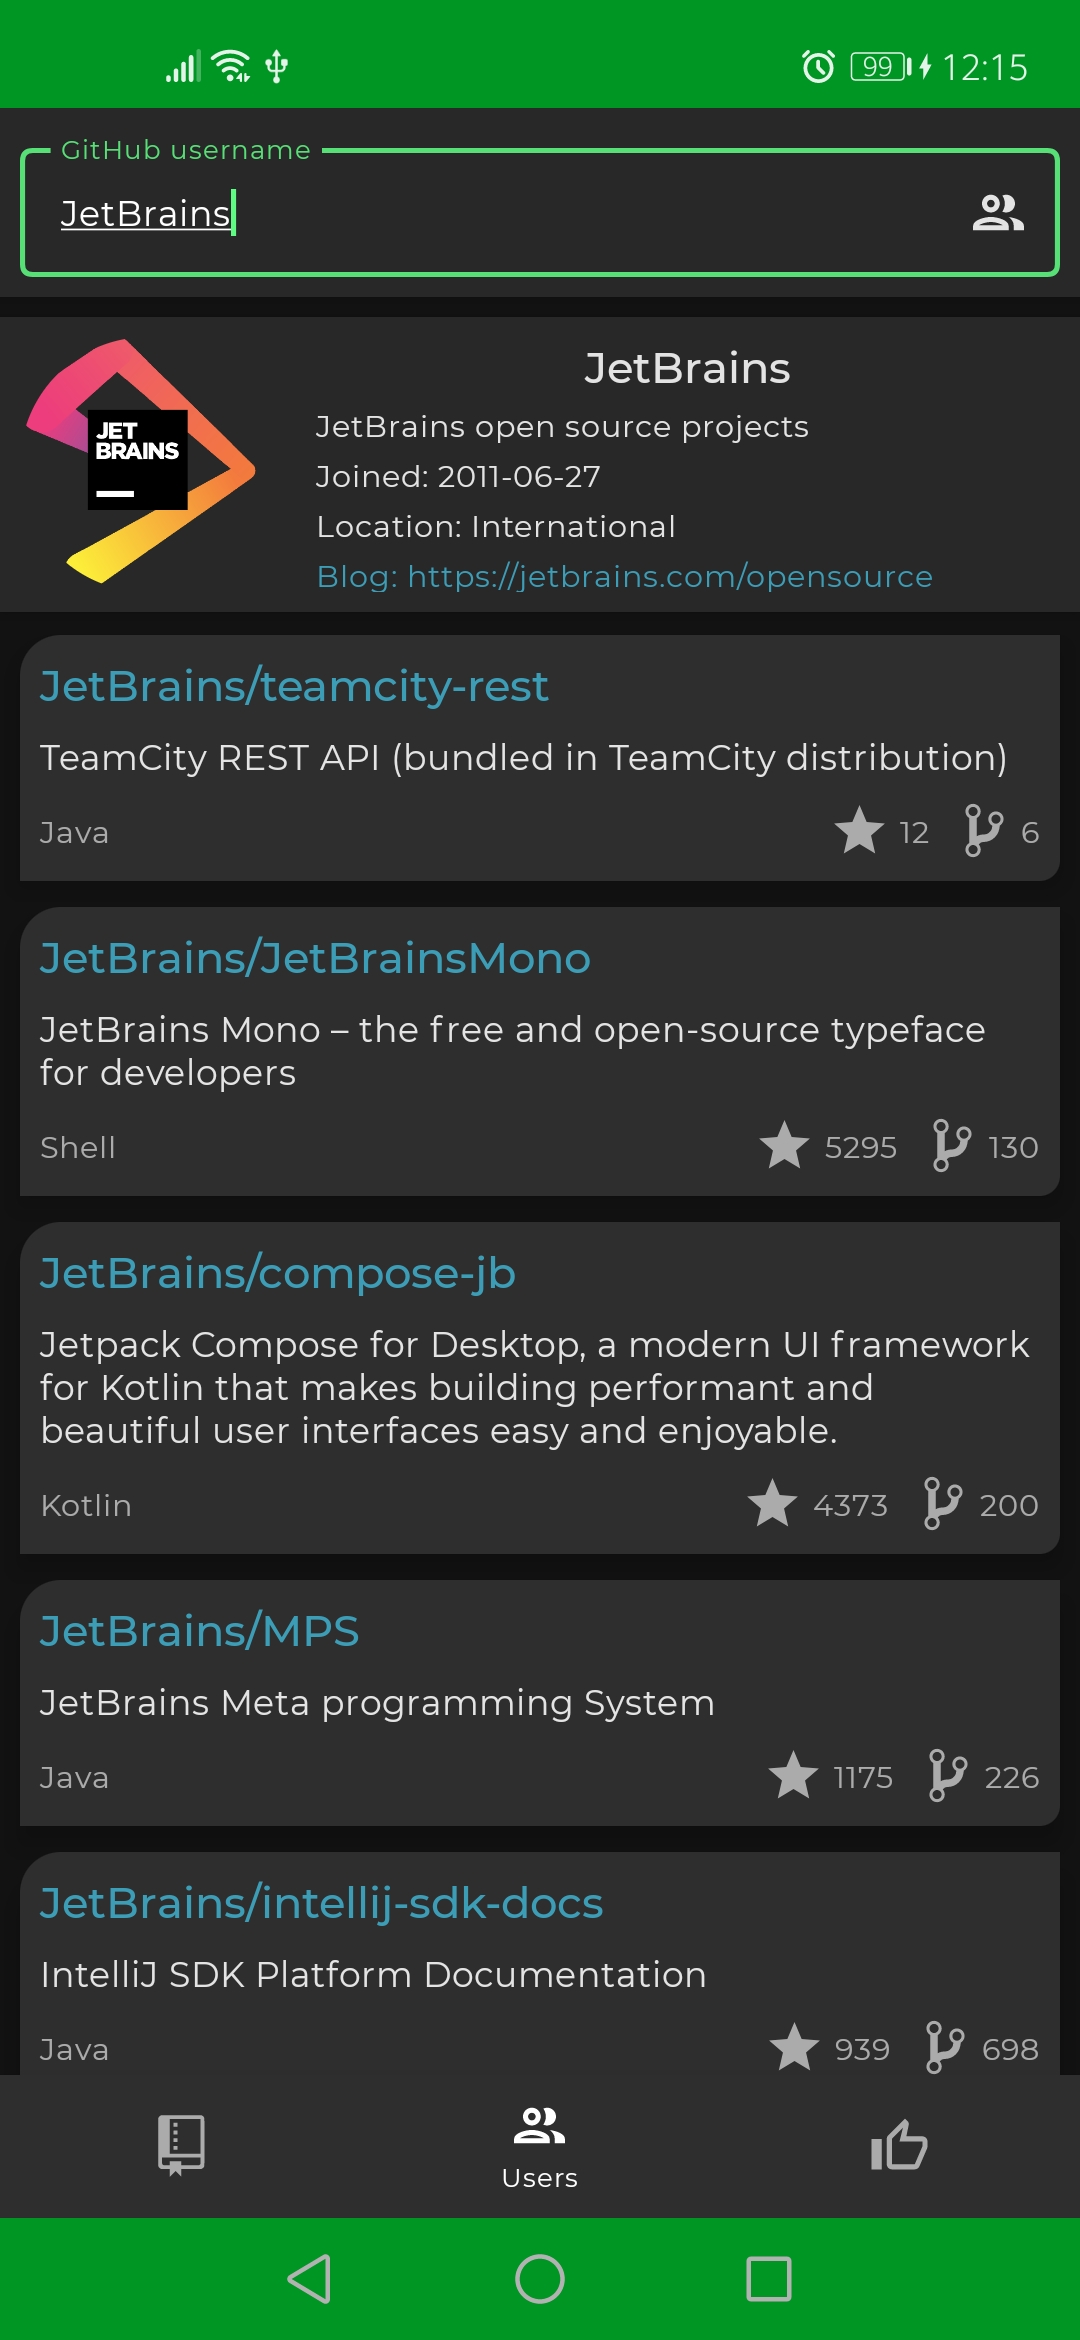 99 12:15
GitHub username
JetBrains
JetBrains
JET
BRAINS
JetBrains open source projects
Joined: 2011-06-27
Location: International
Blog: https://jetbrains.com/opensource
JetBrains/teamcity-rest
TeamCity REST API (bundled in TeamCity distribution)
Java 12 6
JetBrains/JetBrainsMono
JetBrains Mono – the free and open-source typeface
for developers
Shell 5295 130
JetBrains/compose-jb
Jetpack Compose for Desktop, a modern UI framework
for Kotlin that makes building performant and
beautiful user interfaces easy and enjoyable.
Kotlin 4373 200
JetBrains/MPS
JetBrains Meta programming System
Java 1175 226
JetBrains/intellij-sdk-docs
IntelliJ SDK Platform Documentation
Java 939 698
Users